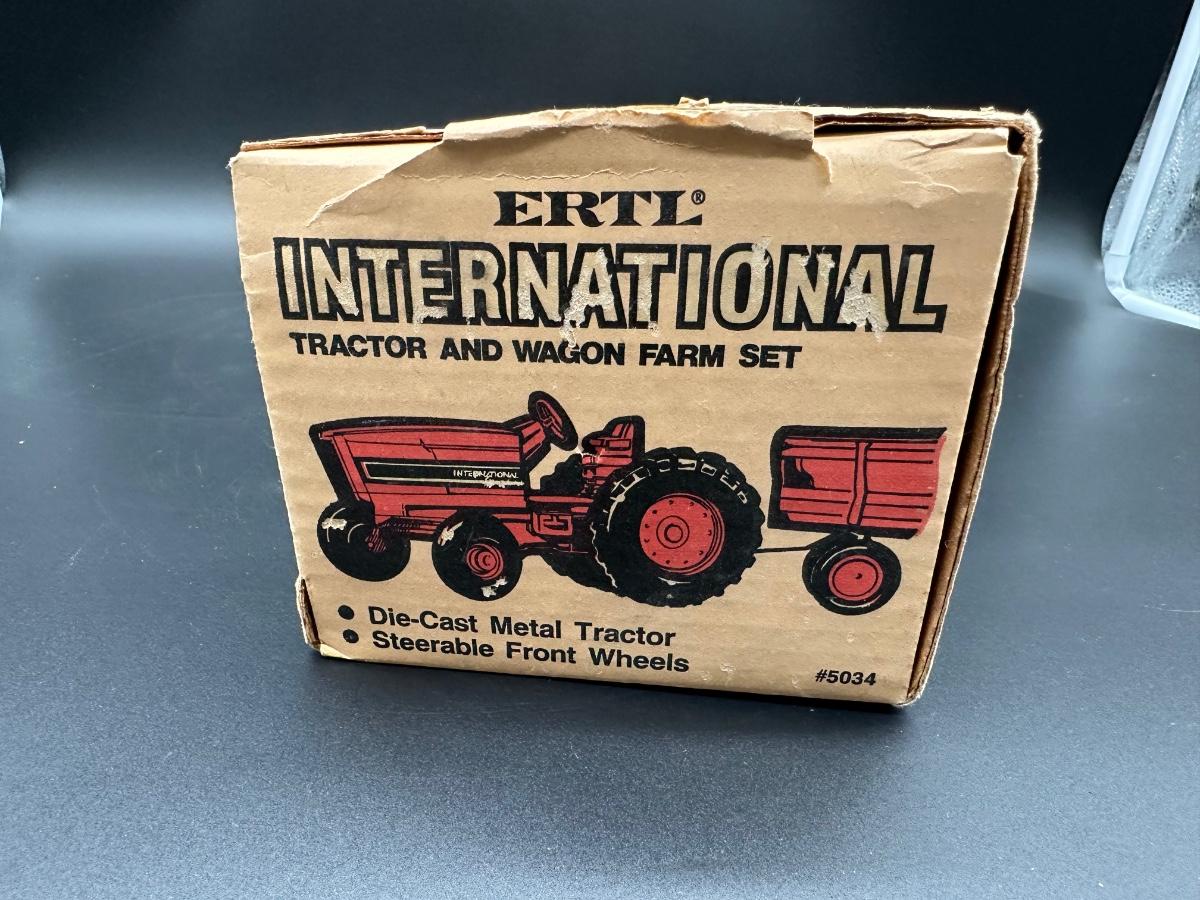 ERTL®
INTERNATIONAL
TRACTOR AND WAGON FARM SET
INTERNATIONAL
• Die-Cast Metal Tractor
• Steerable Front Wheels
#5034